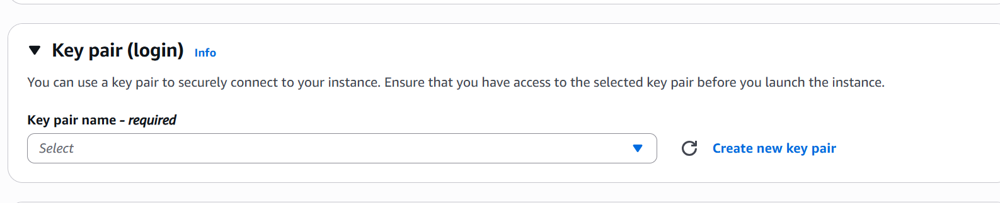 Key pair (login) Info
You can use a key pair to securely connect to your instance. Ensure that you have access to the selected key pair before you launch the instance.
Key pair name - required
Select
Create new key pair